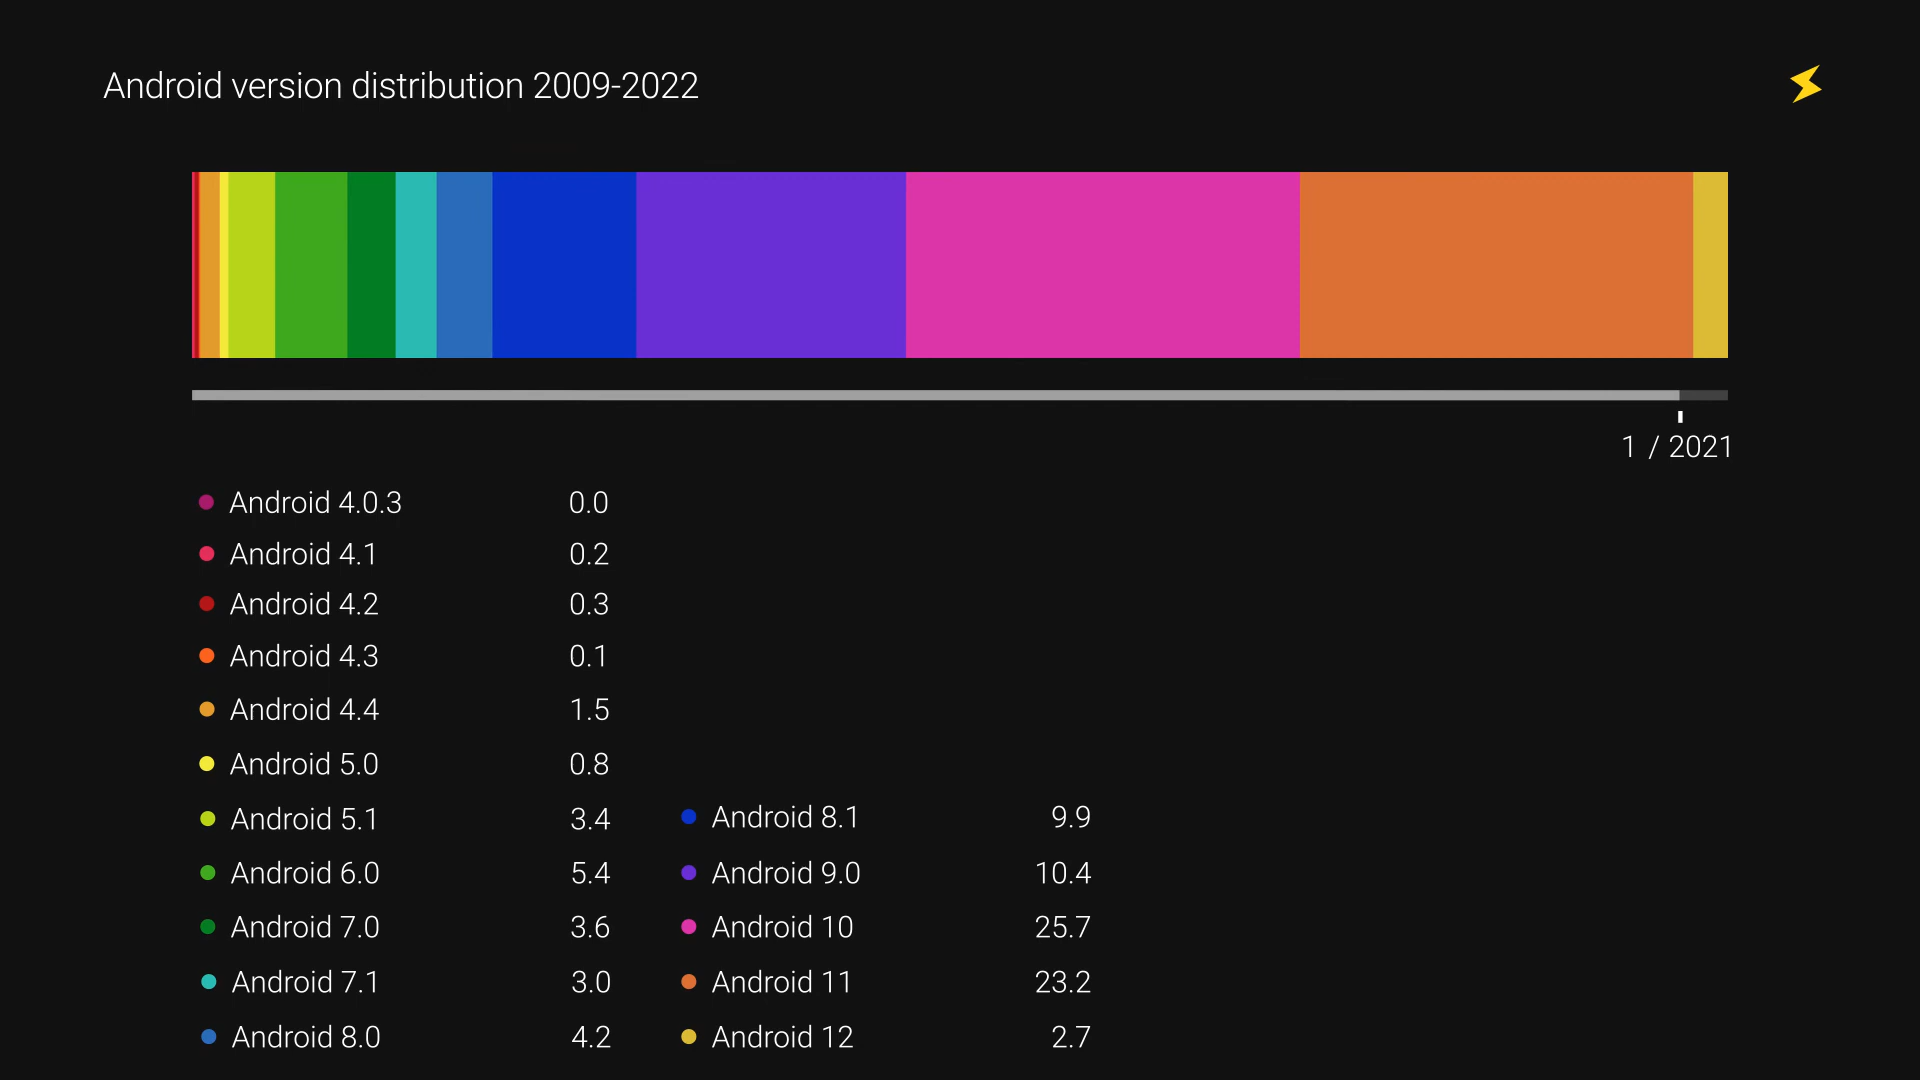 Android version distribution 2009-2022
1 / 2021
Android 4.0.3 0.0
Android 4.1 0.2
Android 4.2 0.3
Android 4.3 0.1
Android 4.4 1.5
Android 5.0 0.8
Android 5.1 3.4
Android 6.0 5.4
Android 7.0 3.6
Android 7.1 3.0
Android 8.0 4.2
Android 8.1 9.9
Android 9.0 10.4
Android 10 25.7
Android 11 23.2
Android 12 2.7